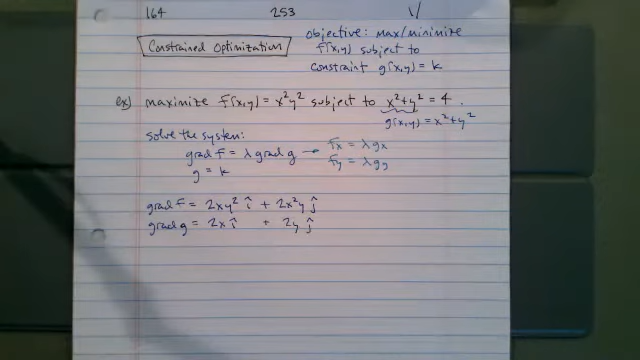 164 253
Constrained Optimization
Objective: max/minimize
f(x,y) subject to
constraint g(x,y) = k
ex) maximize f(x,y) = x²y² subject to x²+y² = 4.
g(x,y) = x²+y²
solve the system:
grad f = λ grad g → fx = λgx
g = k fy = λgy
grad f = 2xy² î + 2x²y ĵ
grad g = 2x î + 2y ĵ